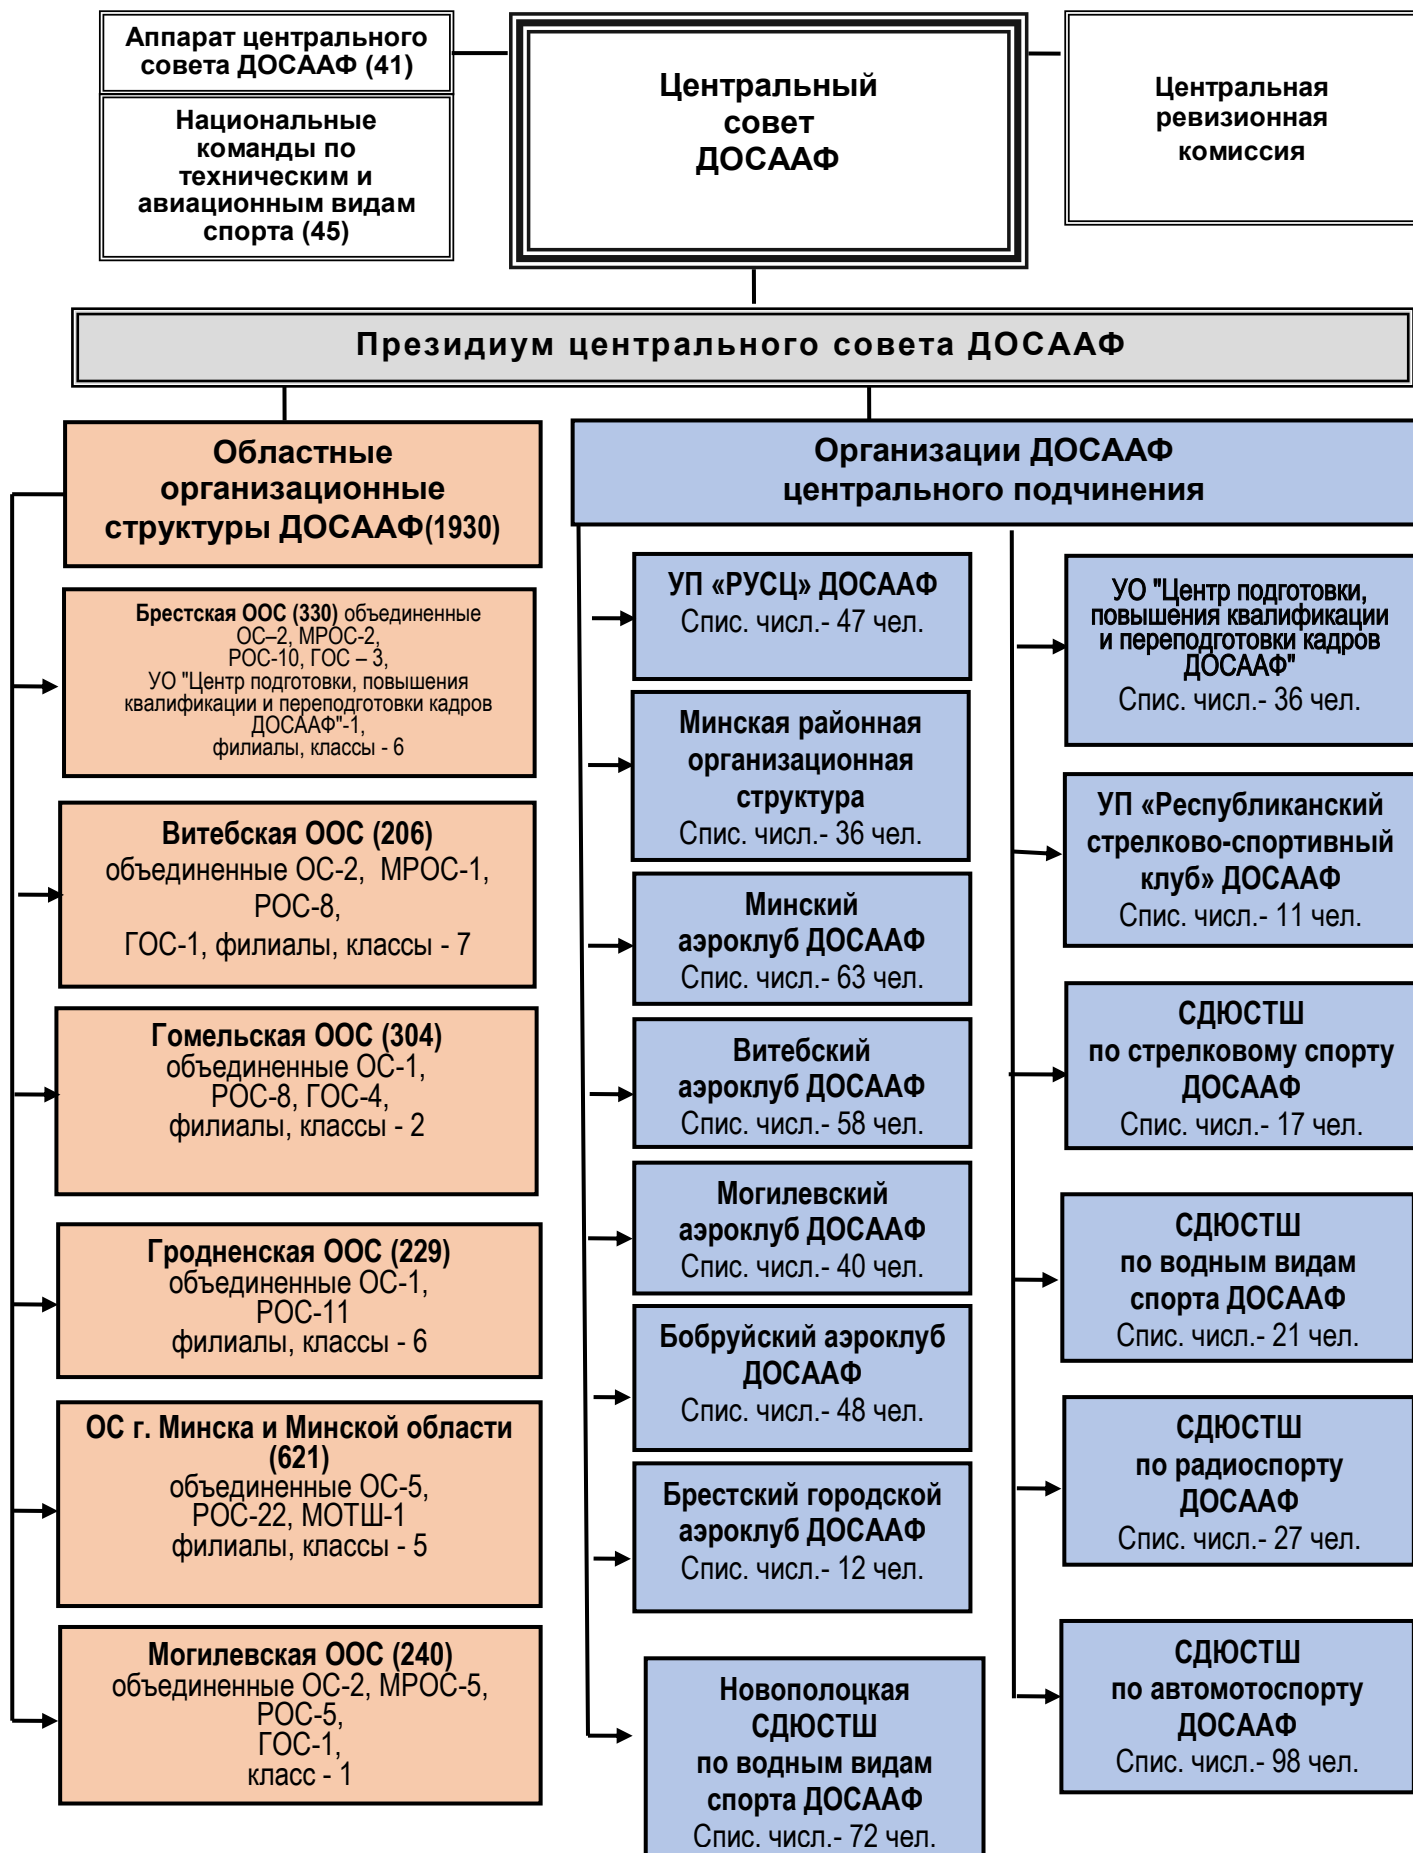 Аппарат центрального
совета ДОСААФ (41)
Национальные
команды по
техническим и
авиационным видам
спорта (45)
Центральный
совет
ДОСААФ
Центральная
ревизионная
комиссия
Президиум центрального совета ДОСААФ
Областные
организационные
структуры ДОСААФ(1930)
Брестская ООС (330) объединенные
ОС–2, МРОС-2,
РОС-10, ГОС – 3,
УО "Центр подготовки, повышения
квалификации и переподготовки кадров
ДОСААФ"-1,
филиалы, классы - 6
Витебская ООС (206)
объединенные ОС-2, МРОС-1,
РОС-8,
ГОС-1, филиалы, классы - 7
Гомельская ООС (304)
объединенные ОС-1,
РОС-8, ГОС-4,
филиалы, классы - 2
Гродненская ООС (229)
объединенные ОС-1,
РОС-11
филиалы, классы - 6
ОС г. Минска и Минской области
(621)
объединенные ОС-5,
РОС-22, МОТШ-1
филиалы, классы - 5
Могилевская ООС (240)
объединенные ОС-2, МРОС-5,
РОС-5,
ГОС-1,
класс - 1
Организации ДОСААФ
центрального подчинения
УП «РУСЦ» ДОСААФ
Спис. числ.- 47 чел.
Минская районная
организационная
структура
Спис. числ.- 36 чел.
Минский
аэроклуб ДОСААФ
Спис. числ.- 63 чел.
Витебский
аэроклуб ДОСААФ
Спис. числ.- 58 чел.
Могилевский
аэроклуб ДОСААФ
Спис. числ.- 40 чел.
Бобруйский аэроклуб
ДОСААФ
Спис. числ.- 48 чел.
Брестский городской
аэроклуб ДОСААФ
Спис. числ.- 12 чел.
Новополоцкая
СДЮСТШ
по водным видам
спорта ДОСААФ
Спис. числ.- 72 чел.
УО "Центр подготовки,
повышения квалификации
и переподготовки кадров
ДОСААФ"
Спис. числ.- 36 чел.
УП «Республиканский
стрелково-спортивный
клуб» ДОСААФ
Спис. числ.- 11 чел.
СДЮСТШ
по стрелковому спорту
ДОСААФ
Спис. числ.- 17 чел.
СДЮСТШ
по водным видам
спорта ДОСААФ
Спис. числ.- 21 чел.
СДЮСТШ
по радиоспорту
ДОСААФ
Спис. числ.- 27 чел.
СДЮСТШ
по автомотоспорту
ДОСААФ
Спис. числ.- 98 чел.